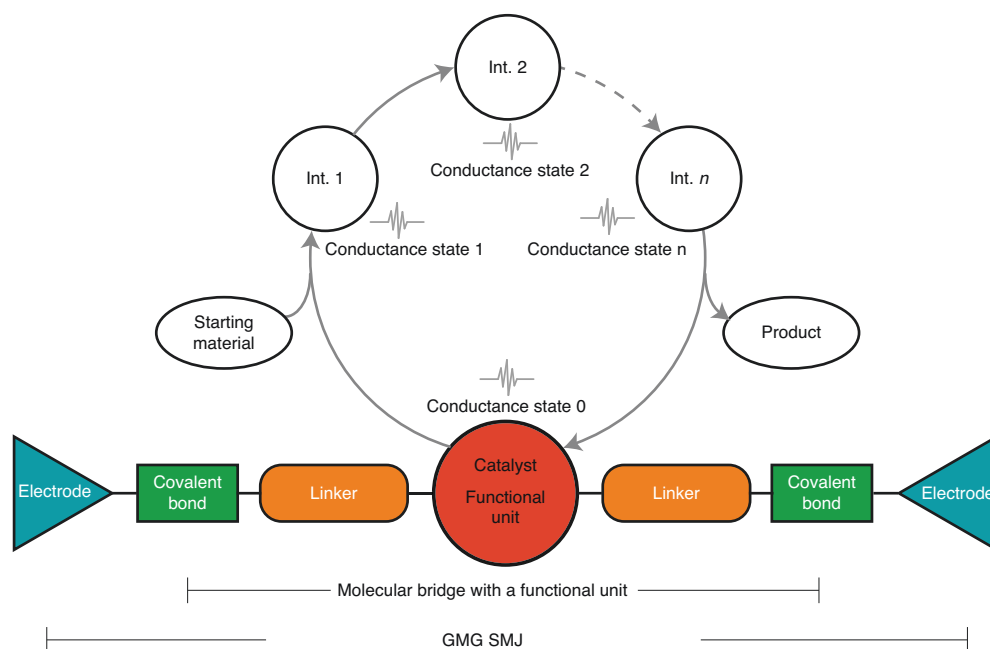 Int. 2
Int. 1
Int. n
Conductance state 2
Conductance state 1
Conductance state n
Starting
material
Product
Conductance state 0
Electrode
Covalent
bond
Linker
Catalyst
Functional
unit
Linker
Covalent
bond
Electrode
Molecular bridge with a functional unit
GMG SMJ